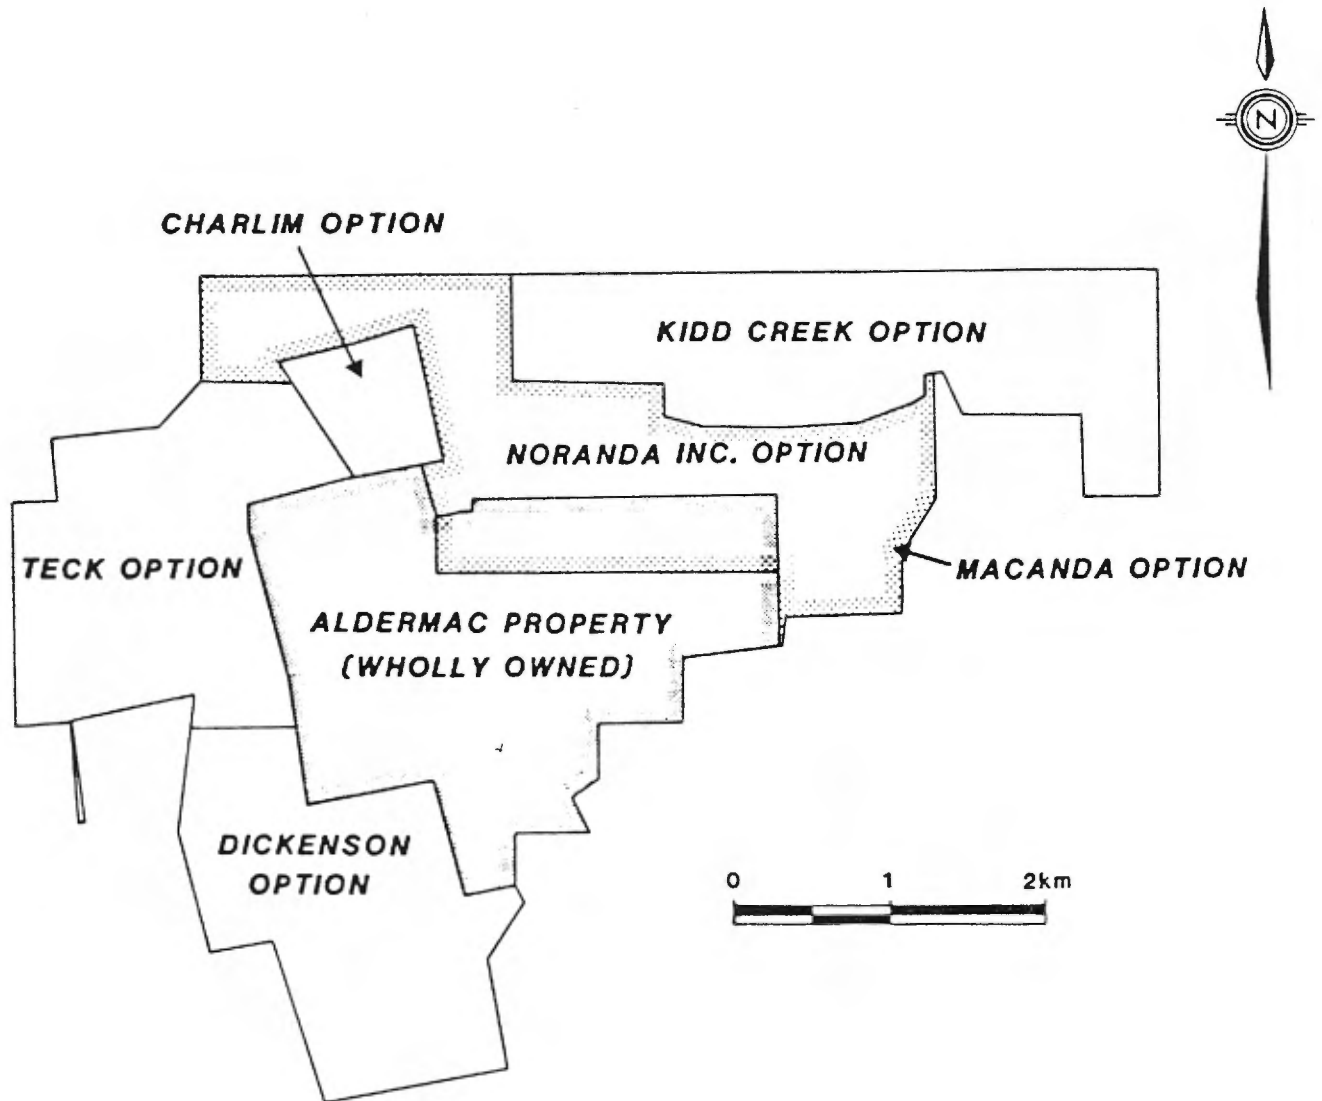 N
CHARLIM OPTION
KIDD CREEK OPTION
NORANDA INC. OPTION
TECK OPTION
MACANDA OPTION
ALDERMAC PROPERTY
(WHOLLY OWNED)
DICKENSON
OPTION
0 1 2km